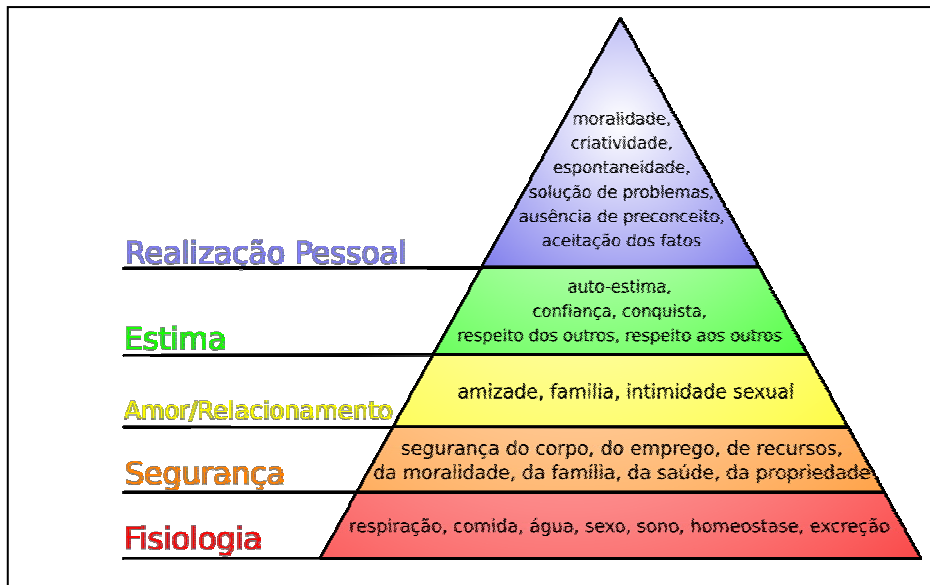 moralidade,
criatividade,
espontaneidade,
solução de problemas,
ausência de preconceito,
aceitação dos fatos
Realização Pessoal
auto-estima,
confiança, conquista,
respeito dos outros, respeito aos outros
Estima
amizade, família, intimidade sexual
Amor/Relacionamento
segurança do corpo, do emprego, de recursos,
da moralidade, da família, da saúde, da propriedade
Segurança
respiração, comida, água, sexo, sono, homeostase, excreção
Fisiologia